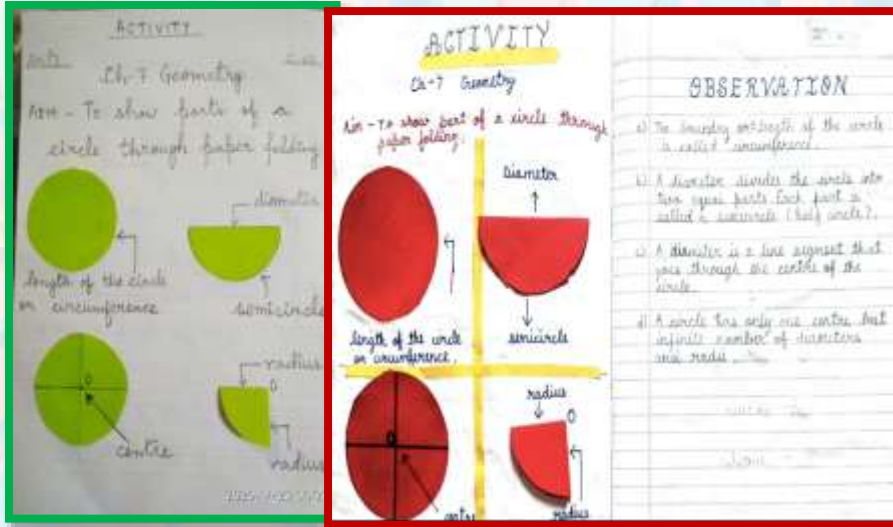 ACTIVITY
Ch-7 Geometry
AIM - To show parts of a
circle through paper folding
diameter
length of the circle
or circumference
semicircle
radius
O
O
centre
radius
ACTIVITY
Ch-7 Geometry
Aim - To show part of a circle through
paper folding.
Diameter
length of the circle
or circumference.
semicircle
radius
O
O
centre
radius
OBSERVATION
a) The boundry or length of the circle
is called circumference.
b) A diameter divides the circle into
two equal parts. Each part is
called a semicircle (half circle).
c) A diameter is a line segment that
pass through the centre of the
circle.
d) A circle has only one centre but
infinite number of diameters
and radius